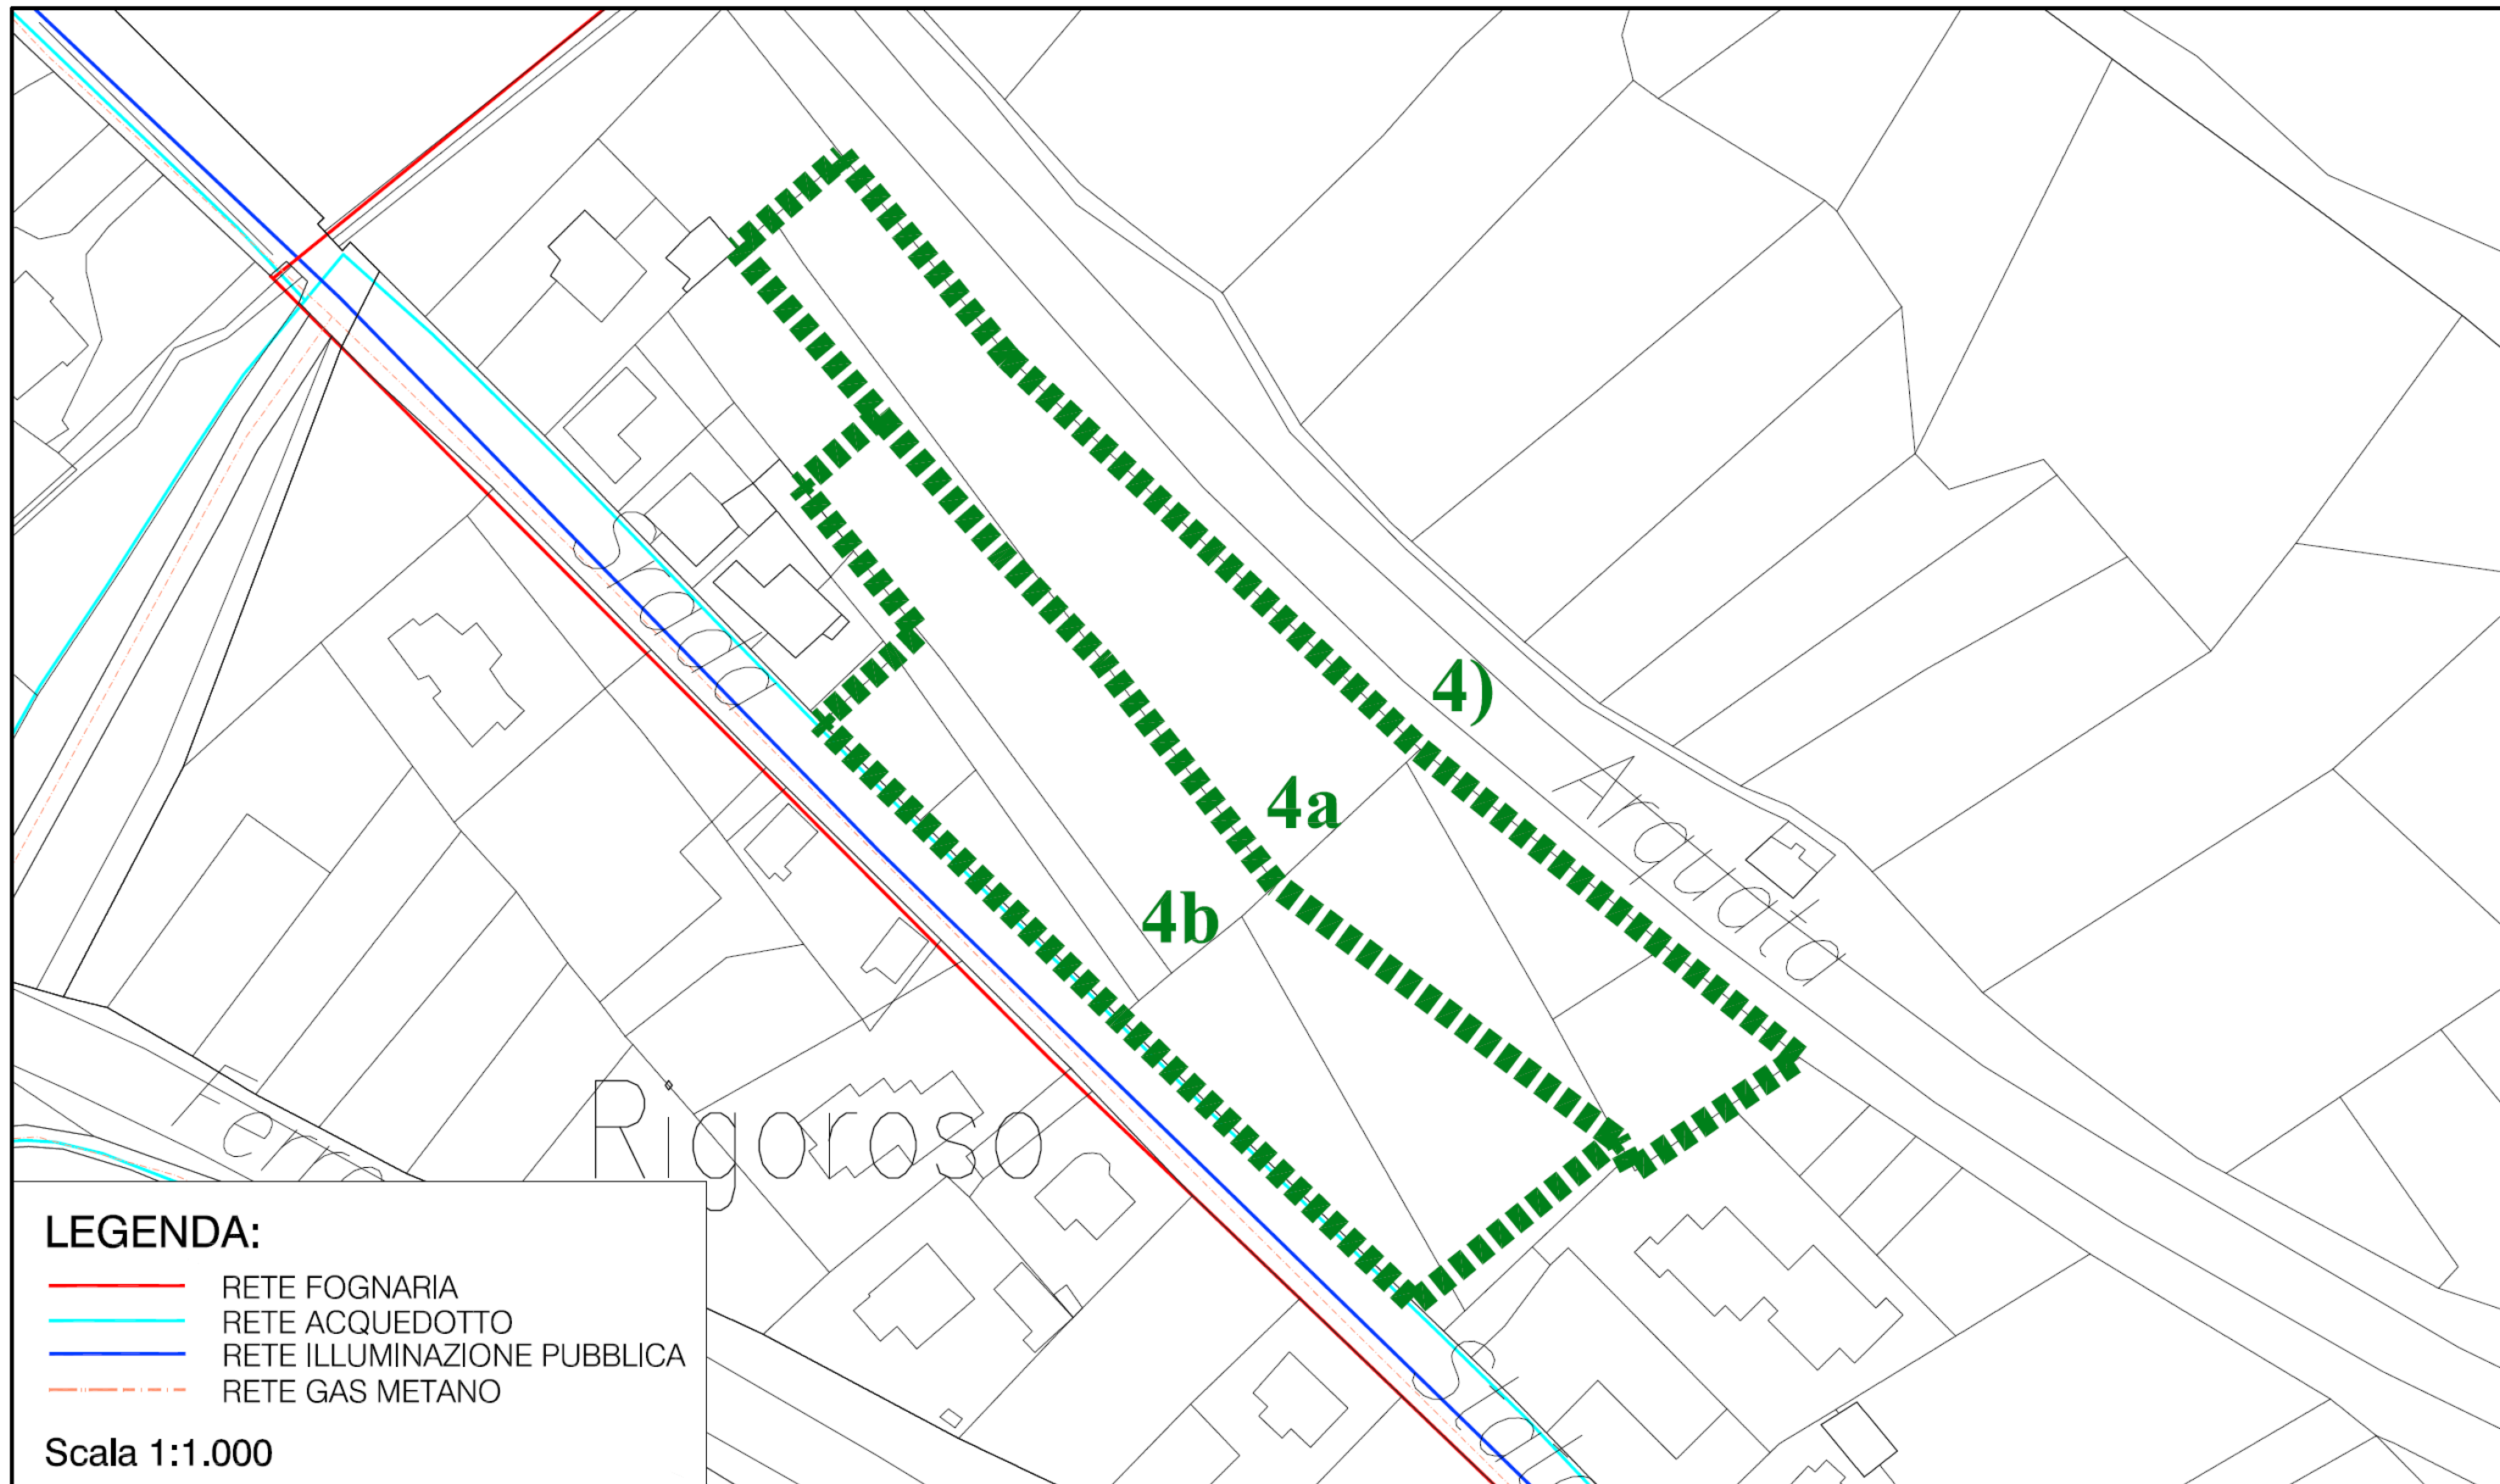 4)
4a
4b
Rigoroso
LEGENDA:
RETE FOGNARIA
RETE ACQUEDOTTO
RETE ILLUMINAZIONE PUBBLICA
RETE GAS METANO
Scala 1:1.000